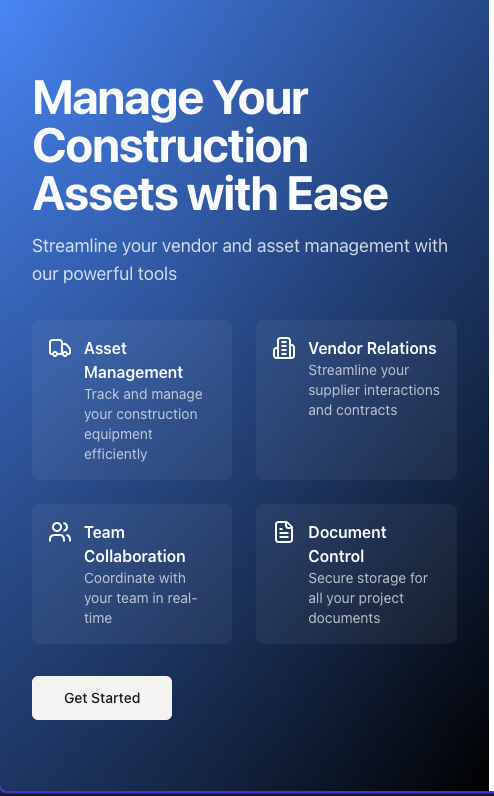 Manage Your
Construction
Assets with Ease
Streamline your vendor and asset management with
our powerful tools
Asset
Management
Track and manage
your construction
equipment
efficiently
Vendor Relations
Streamline your
supplier interactions
and contracts
Team
Collaboration
Coordinate with
your team in real-
time
Document
Control
Secure storage for
all your project
documents
Get Started